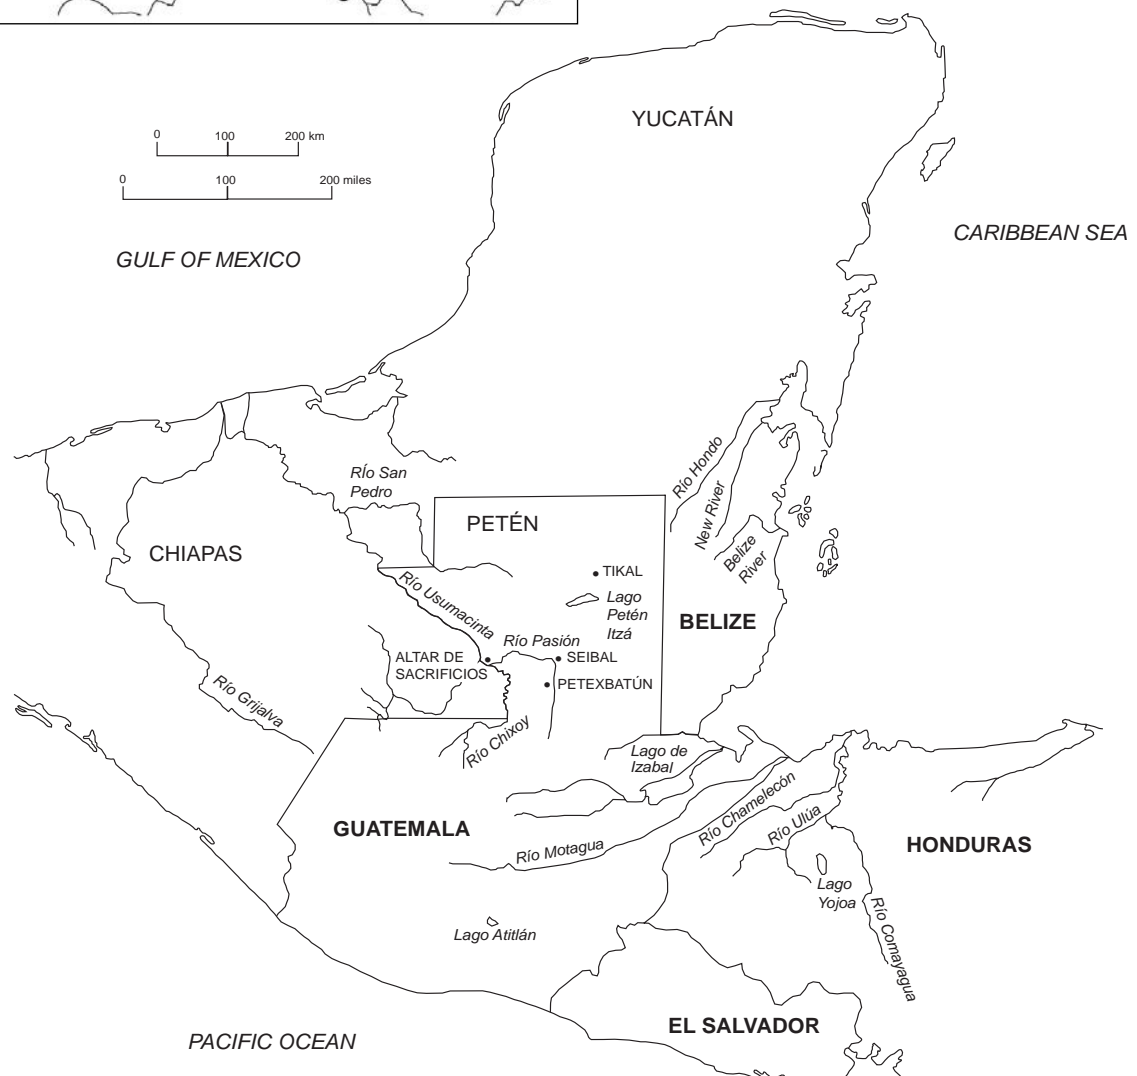 YUCATÁN
0 100 200 km
0 100 200 miles
CARIBBEAN SEA
GULF OF MEXICO
Río Hondo
RÍo San
Pedro
New River
PETÉN
Belize
River
CHIAPAS
TIKAL
Río Usumacinta
Lago
Petén
Itzá
BELIZE
Río Pasión
ALTAR DE
SACRIFICIOS
SEIBAL
PETEXBATÚN
Río Grijalva
Río Chixoy
Lago de
Izabal
Río Chamelecón
GUATEMALA
Río Ulúa
HONDURAS
Río Motagua
Lago
Yojoa
Río Comayagua
Lago Atitlán
EL SALVADOR
PACIFIC OCEAN